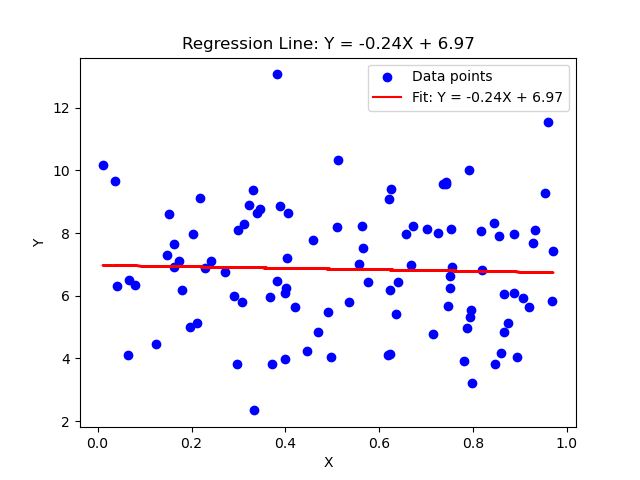 Regression Line: Y = -0.24X + 6.97
Data points
Fit: Y = -0.24X + 6.97
12
10
8
6
4
2
Y
0.0 0.2 0.4 0.6 0.8 1.0
X